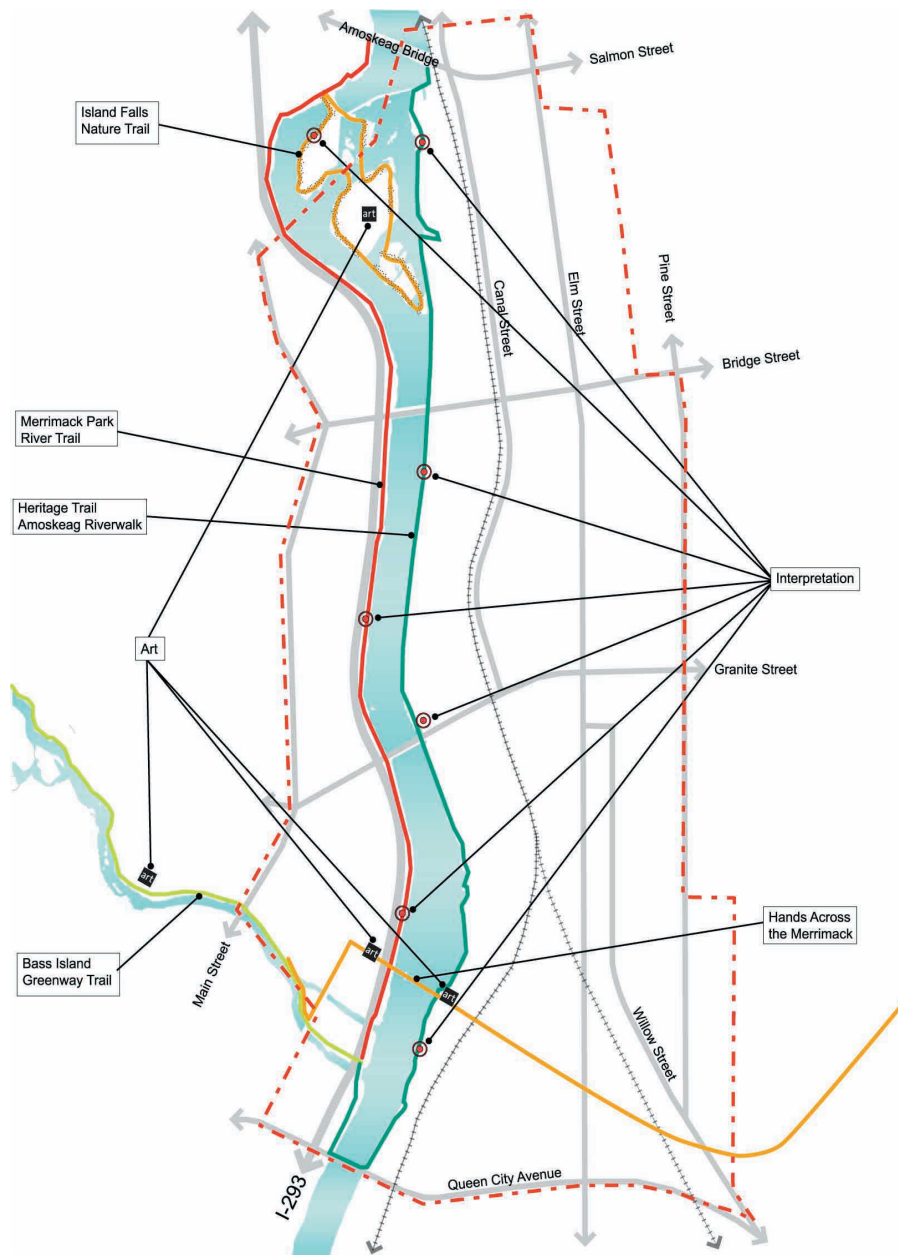 Amoskeag Bridge
Salmon Street
Island Falls
Nature Trail
art
Canal Street
Elm Street
Pine Street
Bridge Street
Merrimack Park
River Trail
Heritage Trail
Amoskeag Riverwalk
Interpretation
Art
Granite Street
art
Hands Across
the Merrimack
art
art
Bass Island
Greenway Trail
Main Street
Willow Street
Queen City Avenue
I-293